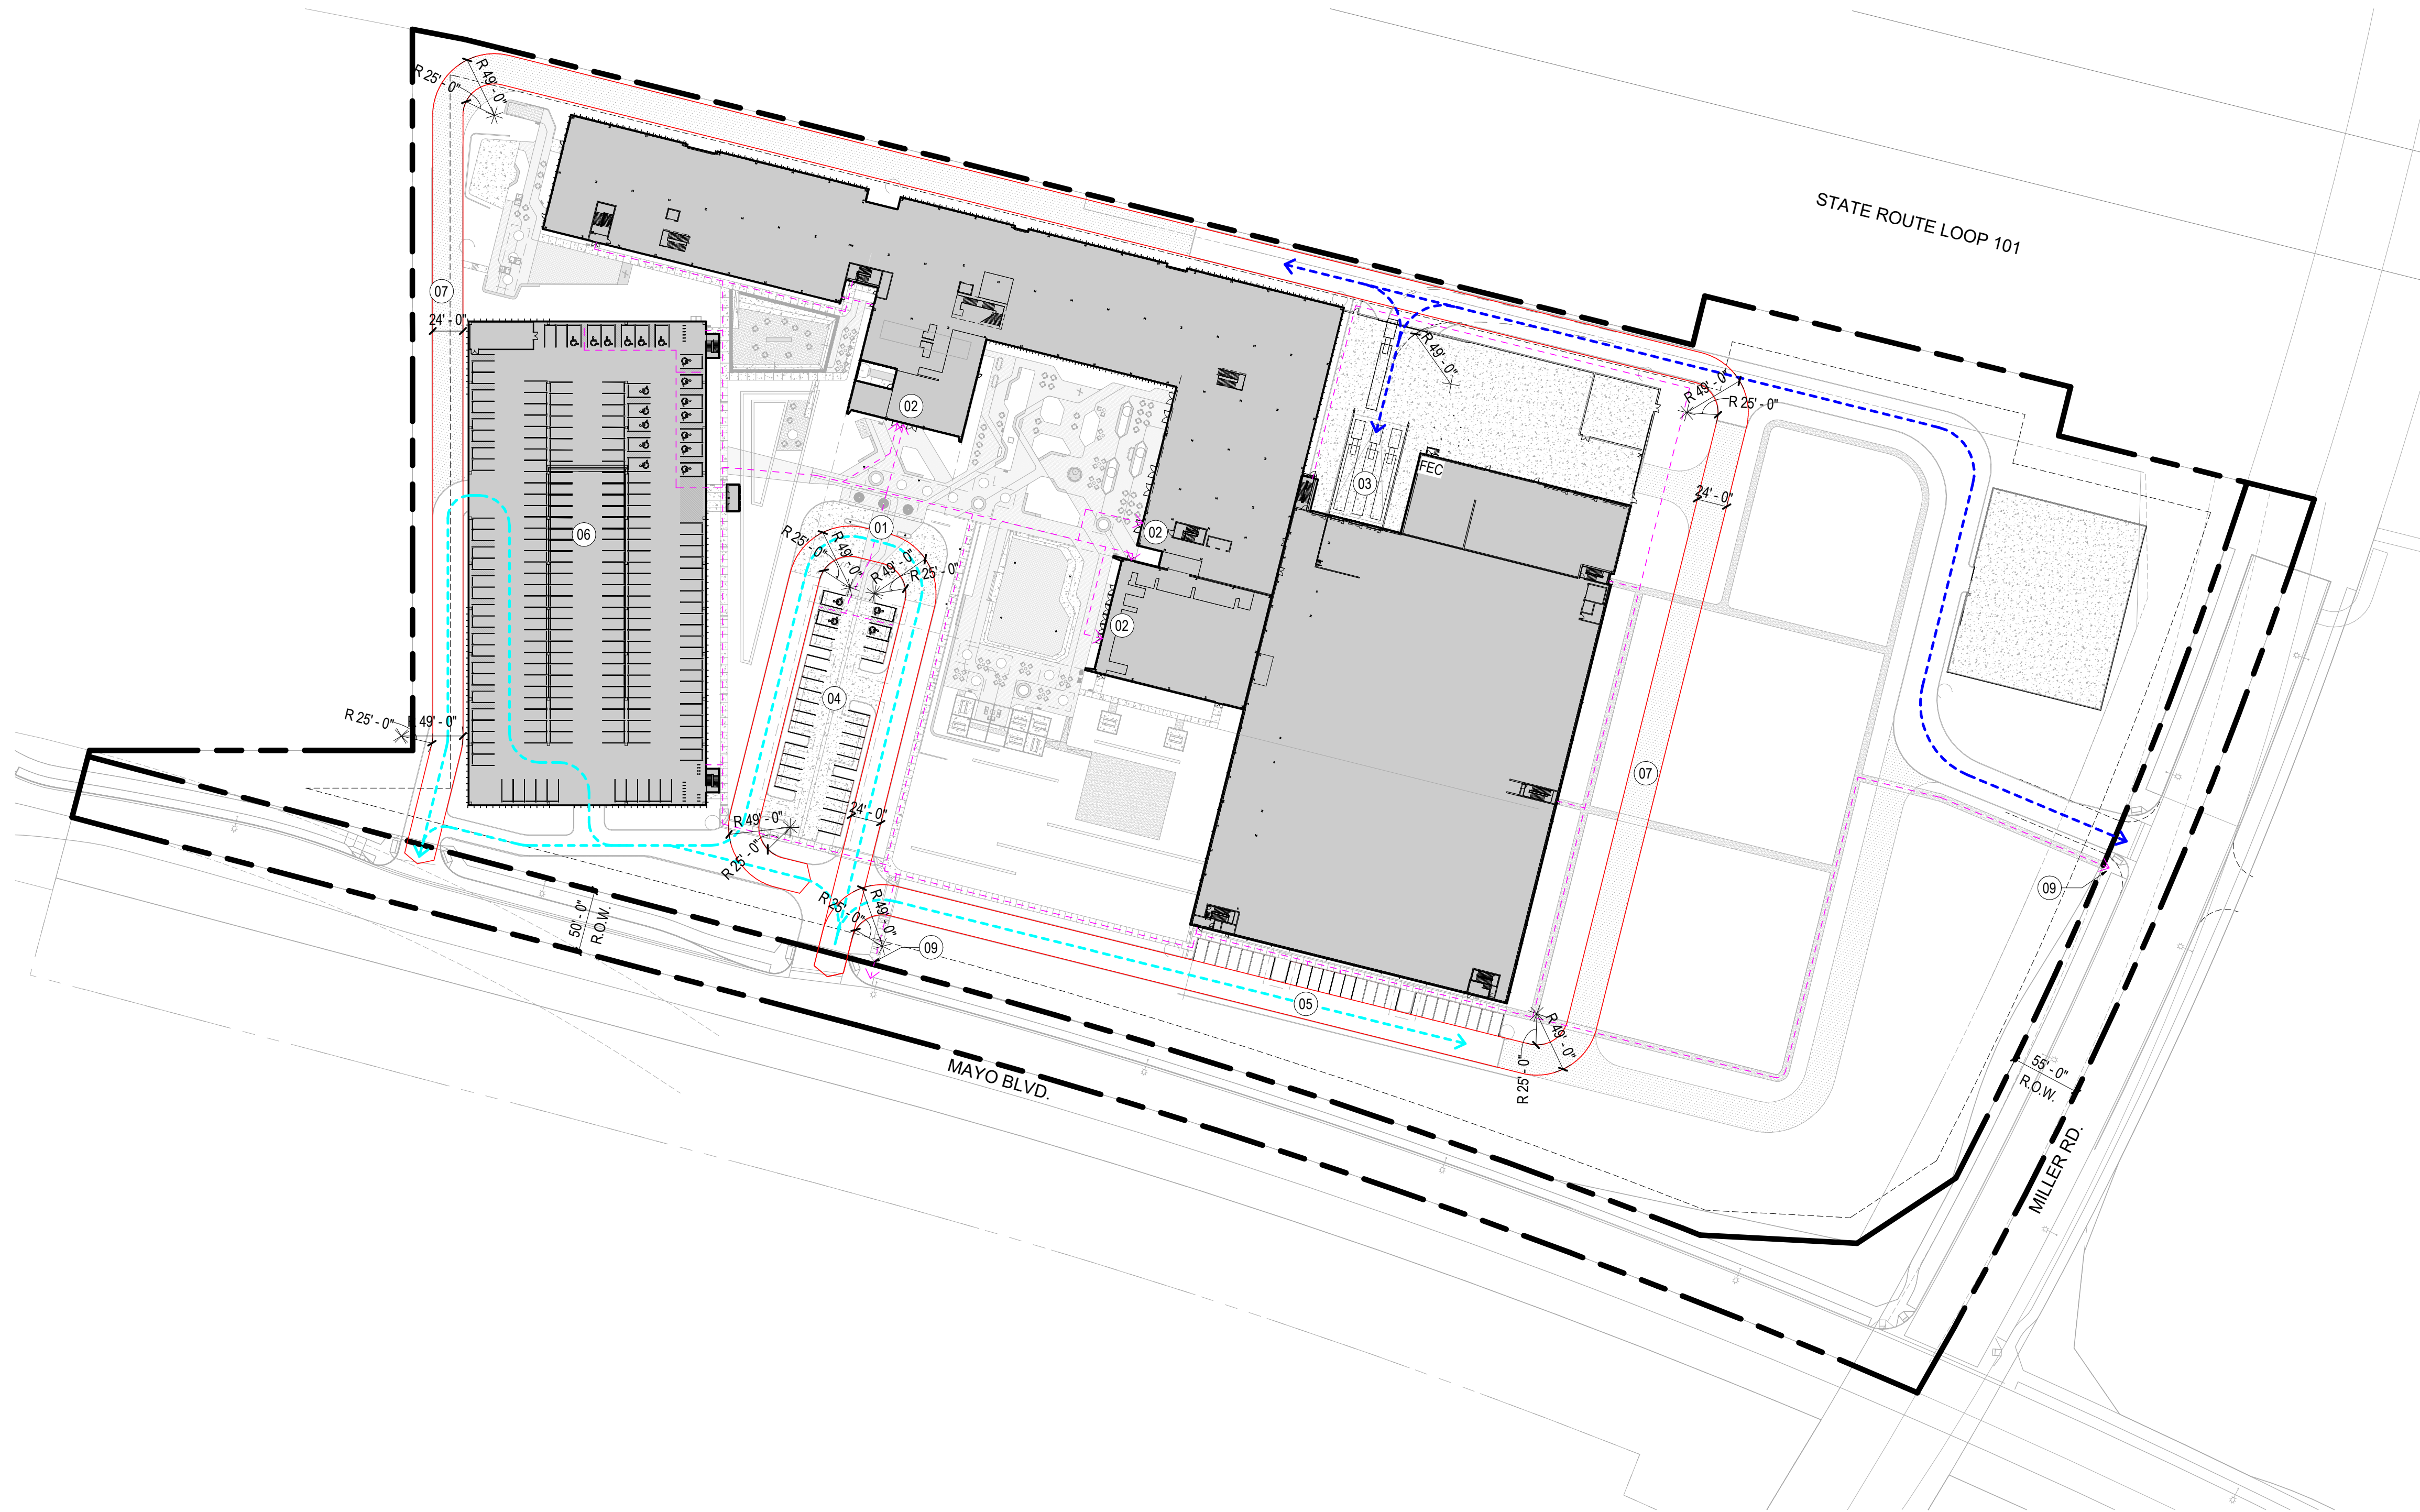 R 25' - 0"
R 49' - 0"
STATE ROUTE LOOP 101
07
24' - 0"
R 49' - 0"
R 49' - 0"
R 25' - 0"
02
FEC
03
24' - 0"
01
02
06
R 25' - 0"
R 49' - 0"
R 49' - 0"
R 25' - 0"
02
04
R 25' - 0"
R 49' - 0"
07
24' - 0"
R 49' - 0"
R 25' - 0"
09
R 25' - 0"
R 49' - 0"
50' - 0"
R.O.W.
09
05
R 49' - 0"
R 25' - 0"
MAYO BLVD.
55' - 0"
R.O.W.
MILLER RD.